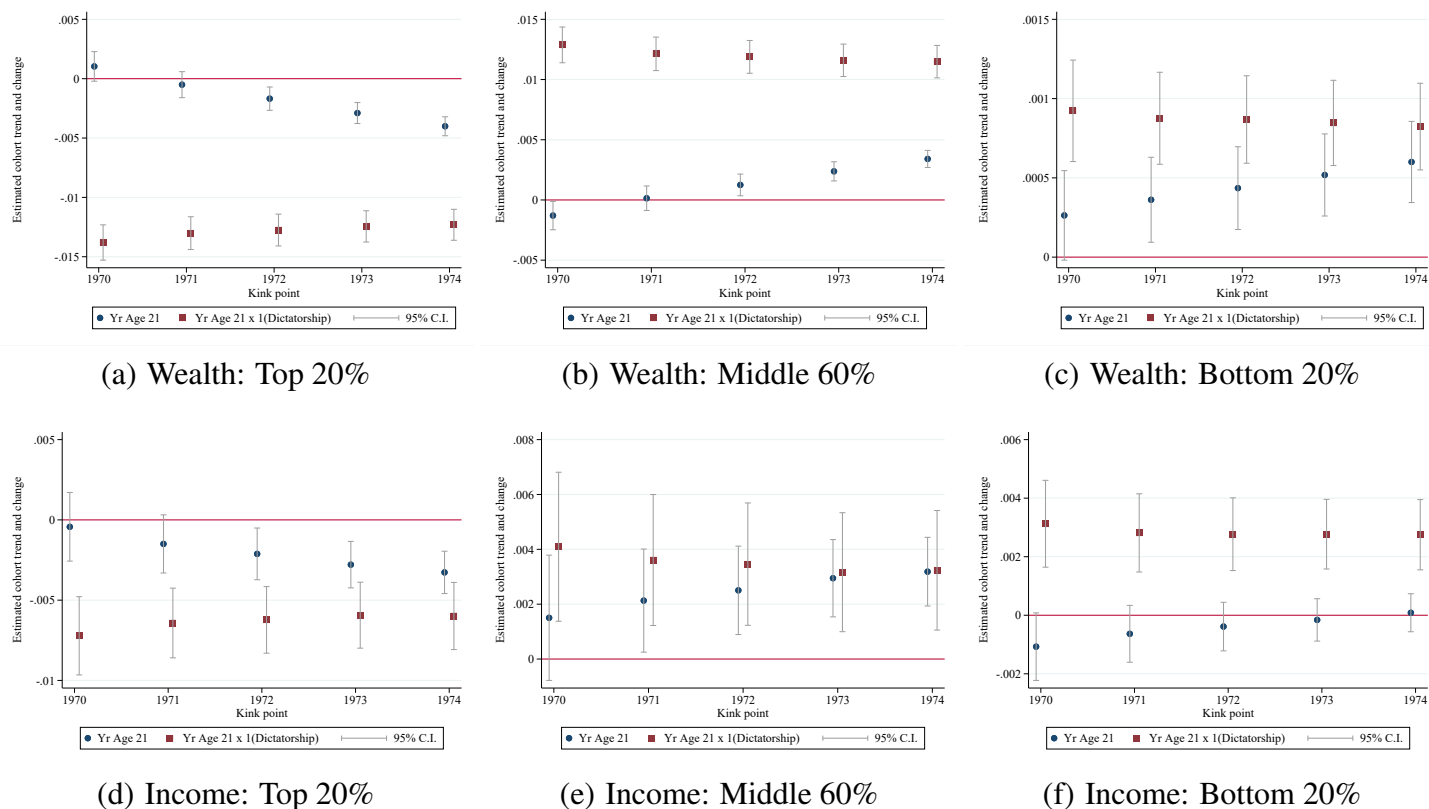 Estimated cohort trend and change
.005
0
-.005
-.01
-.015
1970 1971 1972 1973 1974
Kink point
Yr Age 21 Yr Age 21 x 1(Dictatorship) 95% C.I.
(a) Wealth: Top 20%
Estimated cohort trend and change
.015
.01
.005
0
-.005
1970 1971 1972 1973 1974
Kink point
Yr Age 21 Yr Age 21 x 1(Dictatorship) 95% C.I.
(b) Wealth: Middle 60%
Estimated cohort trend and change
.0015
.001
.0005
0
1970 1971 1972 1973 1974
Kink point
Yr Age 21 Yr Age 21 x 1(Dictatorship) 95% C.I.
(c) Wealth: Bottom 20%
Estimated cohort trend and change
.005
0
-.005
-.01
1970 1971 1972 1973 1974
Kink point
Yr Age 21 Yr Age 21 x 1(Dictatorship) 95% C.I.
(d) Income: Top 20%
Estimated cohort trend and change
.008
.006
.004
.002
0
1970 1971 1972 1973 1974
Kink point
Yr Age 21 Yr Age 21 x 1(Dictatorship) 95% C.I.
(e) Income: Middle 60%
Estimated cohort trend and change
.006
.004
.002
0
-.002
1970 1971 1972 1973 1974
Kink point
Yr Age 21 Yr Age 21 x 1(Dictatorship) 95% C.I.
(f) Income: Bottom 20%